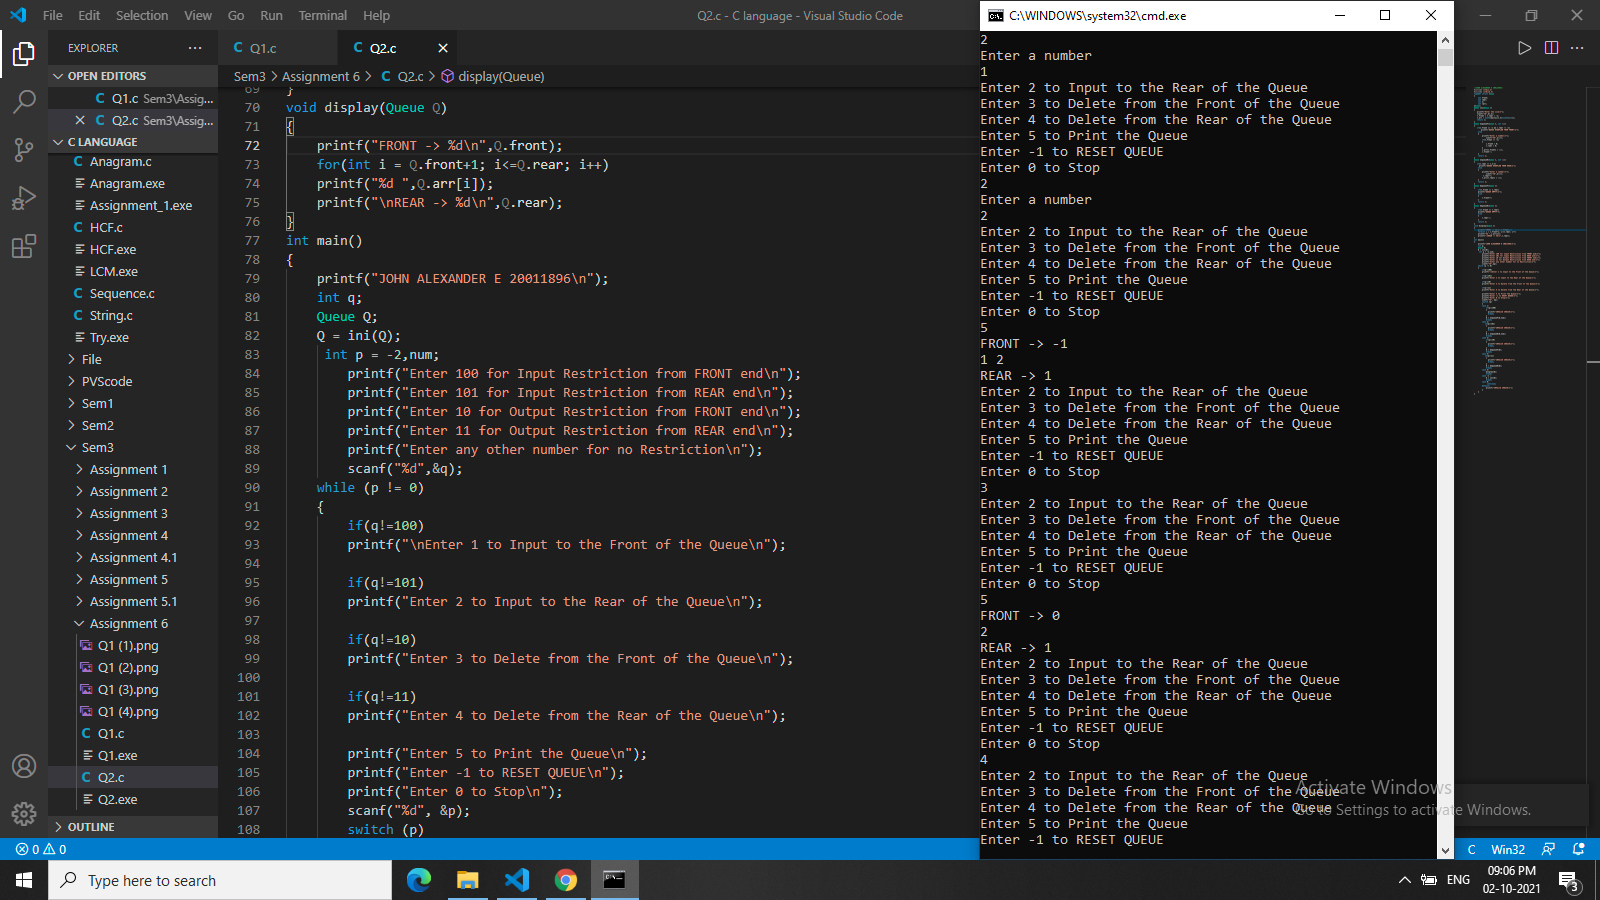 File Edit Selection View Go Run Terminal Help
Q2.c - C language - Visual Studio Code
EXPLORER
OPEN EDITORS
Q1.c Sem3\Assig...
Q2.c Sem3\Assig...
C LANGUAGE
Anagram.c
Anagram.exe
Assignment_1.exe
HCF.c
HCF.exe
LCM.exe
Sequence.c
String.c
Try.exe
File
PVScode
Sem1
Sem2
Sem3
Assignment 1
Assignment 2
Assignment 3
Assignment 4
Assignment 4.1
Assignment 5
Assignment 5.1
Assignment 6
Q1 (1).png
Q1 (2).png
Q1 (3).png
Q1 (4).png
Q1.c
Q1.exe
Q2.c
Q2.exe
OUTLINE
Q1.c
Q2.c
Sem3 > Assignment 6 > C Q2.c > display(Queue)
69 }
70 void display(Queue Q)
71 {
72 printf("FRONT -> %d\n",Q.front);
73 for(int i = Q.front+1; i<=Q.rear; i++)
74 printf("%d ",Q.arr[i]);
75 printf("\nREAR -> %d\n",Q.rear);
76 }
77 int main()
78 {
79 printf("JOHN ALEXANDER E 20011896\n");
80 int q;
81 Queue Q;
82 Q = ini(Q);
83 int p = -2,num;
84 printf("Enter 100 for Input Restriction from FRONT end\n");
85 printf("Enter 101 for Input Restriction from REAR end\n");
86 printf("Enter 10 for Output Restriction from FRONT end\n");
87 printf("Enter 11 for Output Restriction from REAR end\n");
88 printf("Enter any other number for no Restriction\n");
89 scanf("%d",&q);
90 while (p != 0)
91 {
92 if(q!=100)
93 printf("\nEnter 1 to Input to the Front of the Queue\n");
94
95 if(q!=101)
96 printf("Enter 2 to Input to the Rear of the Queue\n");
97
98 if(q!=10)
99 printf("Enter 3 to Delete from the Front of the Queue\n");
100
101 if(q!=11)
102 printf("Enter 4 to Delete from the Rear of the Queue\n");
103
104 printf("Enter 5 to Print the Queue\n");
105 printf("Enter -1 to RESET QUEUE\n");
106 printf("Enter 0 to Stop\n");
107 scanf("%d", &p);
108 switch (p)
C:\WINDOWS\system32\cmd.exe
2
Enter a number
1
Enter 2 to Input to the Rear of the Queue
Enter 3 to Delete from the Front of the Queue
Enter 4 to Delete from the Rear of the Queue
Enter 5 to Print the Queue
Enter -1 to RESET QUEUE
Enter 0 to Stop
2
Enter a number
2
Enter 2 to Input to the Rear of the Queue
Enter 3 to Delete from the Front of the Queue
Enter 4 to Delete from the Rear of the Queue
Enter 5 to Print the Queue
Enter -1 to RESET QUEUE
Enter 0 to Stop
5
FRONT -> -1
1 2
REAR -> 1
Enter 2 to Input to the Rear of the Queue
Enter 3 to Delete from the Front of the Queue
Enter 4 to Delete from the Rear of the Queue
Enter 5 to Print the Queue
Enter -1 to RESET QUEUE
Enter 0 to Stop
3
Enter 2 to Input to the Rear of the Queue
Enter 3 to Delete from the Front of the Queue
Enter 4 to Delete from the Rear of the Queue
Enter 5 to Print the Queue
Enter -1 to RESET QUEUE
Enter 0 to Stop
5
FRONT -> 0
2
REAR -> 1
Enter 2 to Input to the Rear of the Queue
Enter 3 to Delete from the Front of the Queue
Enter 4 to Delete from the Rear of the Queue
Enter 5 to Print the Queue
Enter -1 to RESET QUEUE
Enter 0 to Stop
4
Enter 2 to Input to the Rear of the Queue
Enter 3 to Delete from the Front of the Queue
Enter 4 to Delete from the Rear of the Queue
Enter 5 to Print the Queue
Enter -1 to RESET QUEUE
Activate Windows
Go to Settings to activate Windows.
0 0
C Win32
Type here to search
ENG
09:06 PM
02-10-2021
3